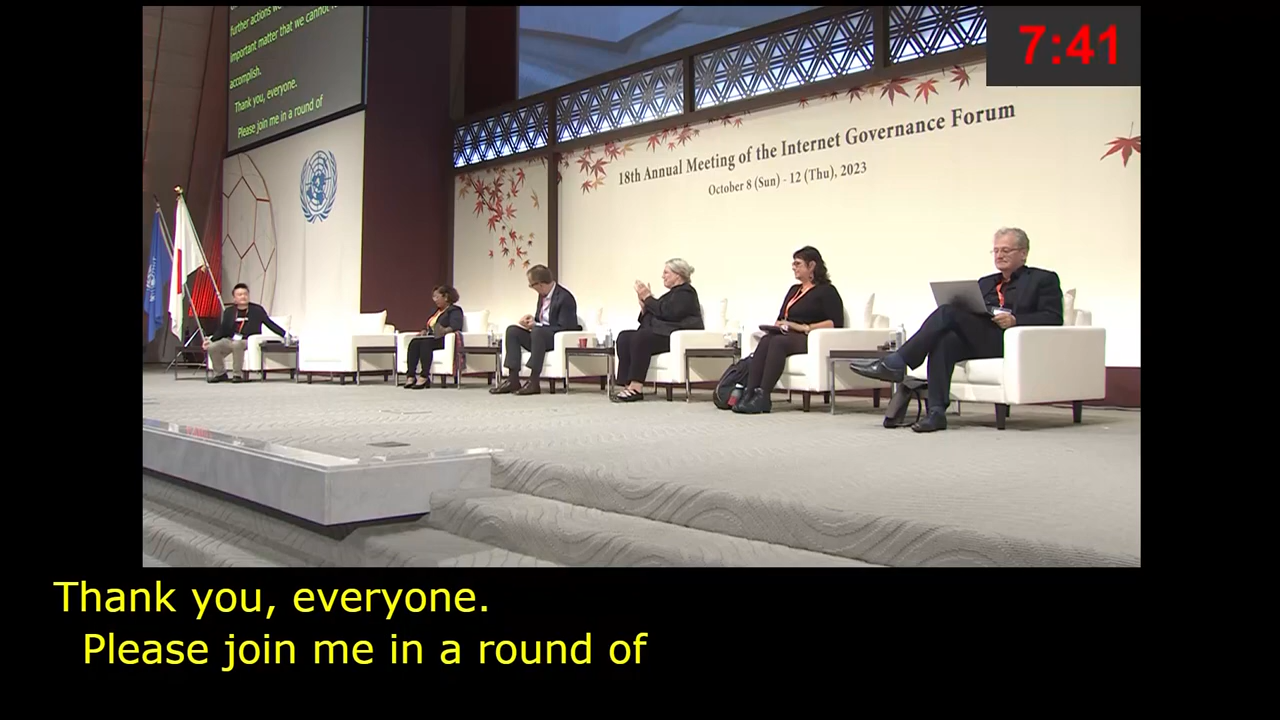 further actions
important matter that we cannot
accomplish.
Thank you, everyone.
Please join me in a round of
7:41
18th Annual Meeting of the Internet Governance Forum
October 8 (Sun) - 12 (Thu), 2023
Thank you, everyone.
Please join me in a round of